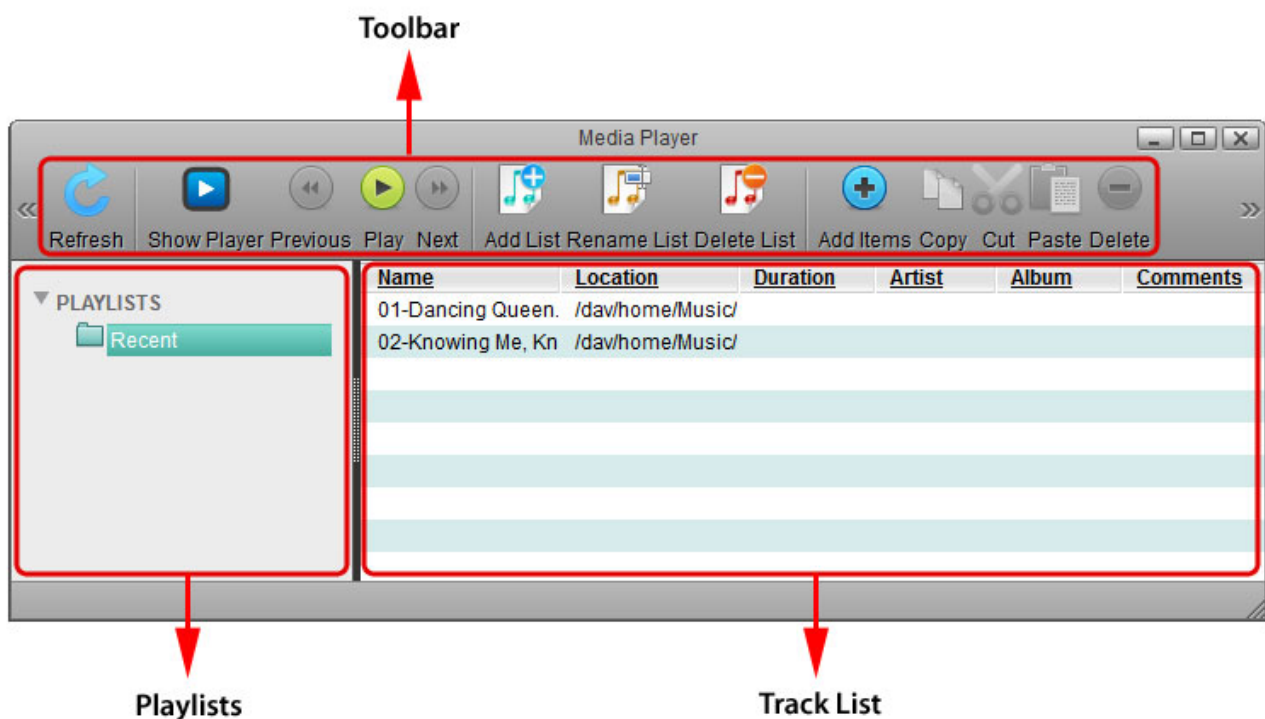 Toolbar
Media Player
Refresh Show Player Previous Play Next Add List Rename List Delete List Add Items Copy Cut Paste Delete
Name Location Duration Artist Album Comments
PLAYLISTS
01-Dancing Queen. /dav/home/Music/
Recent
02-Knowing Me, Kn /dav/home/Music/
Playlists
Track List